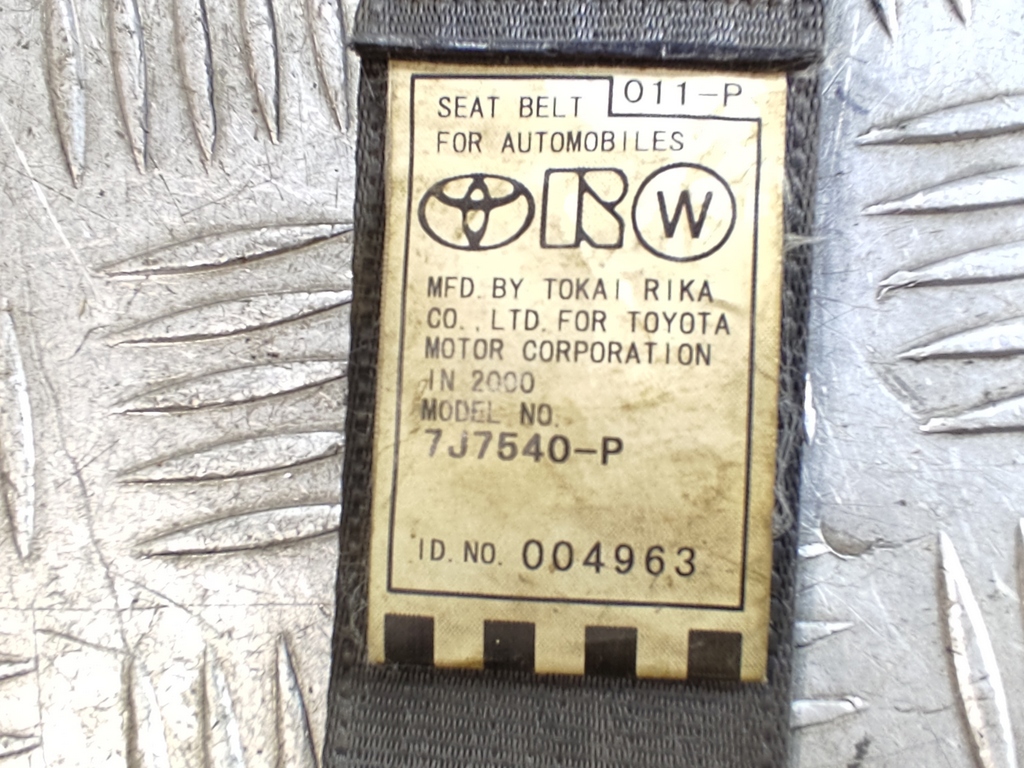 SEAT BELT 011-P
FOR AUTOMOBILES
W
MFD. BY TOKAI RIKA
CO., LTD. FOR TOYOTA
MOTOR CORPORATION
IN 2000
MODEL NO.
7J7540-P
ID. NO. 004963